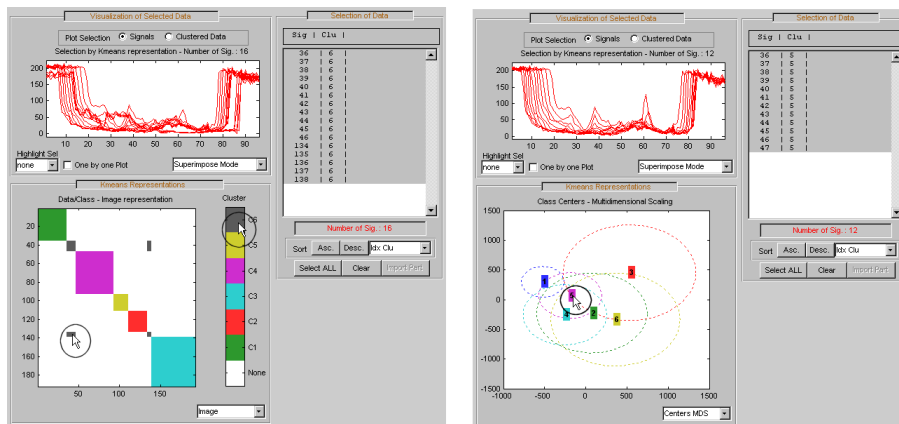 Visualization of Selected Data
Plot Selection Signals Clustered Data
Selection by Kmeans representation - Number of Sig. : 16
200
150
100
50
0
10 20 30 40 50 60 70 80 90
Highlight Sel
none One by one Plot Superimpose Mode
Kmeans Representations
Data/Class - Image representation Cluster
20
40
60
80
100
120
140
160
180
50 100 150
C6
C5
C4
C3
C2
C1
None
Image
Selection of Data
Sig | Clu |
36 | 6 |
37 | 6 |
38 | 6 |
39 | 6 |
40 | 6 |
41 | 6 |
42 | 6 |
43 | 6 |
44 | 6 |
45 | 6 |
46 | 6 |
134 | 6 |
135 | 6 |
136 | 6 |
137 | 6 |
138 | 6 |
Number of Sig. : 16
Sort Asc. Desc. Idx Clu
Select ALL Clear Import Part.
Visualization of Selected Data
Plot Selection Signals Clustered Data
Selection by Kmeans representation - Number of Sig. : 12
200
150
100
50
0
10 20 30 40 50 60 70 80 90
Highlight Sel
none One by one Plot Superimpose Mode
Kmeans Representations
Class Centers - Multidimensional Scaling
1500
1000
500
0
-500
-1000
-1500
-1000 -500 0 500 1000 1500
1
3
5
4
2
6
Centers MDS
Selection of Data
Sig | Clu |
36 | 5 |
37 | 5 |
38 | 5 |
39 | 5 |
40 | 5 |
41 | 5 |
42 | 5 |
43 | 5 |
44 | 5 |
45 | 5 |
46 | 5 |
47 | 5 |
Number of Sig. : 12
Sort Asc. Desc. Idx Clu
Select ALL Clear Import Part.